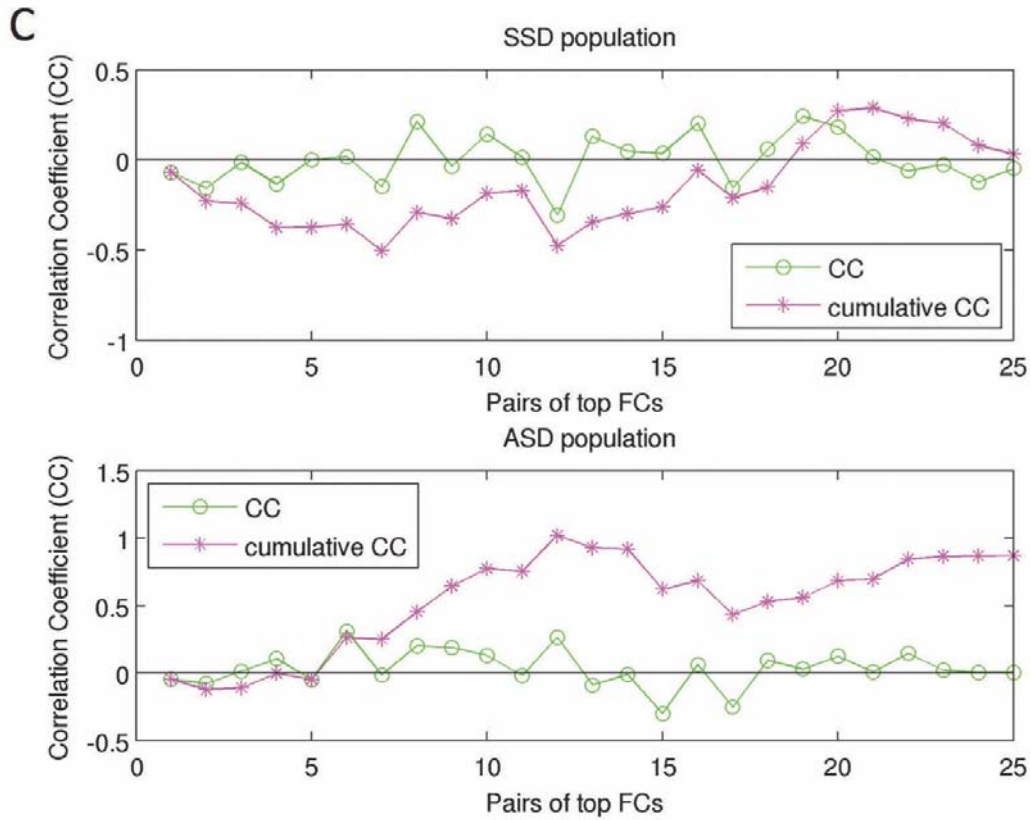 C
SSD population
Correlation Coefficient (CC)
0.5
0
-0.5
-1
CC
cumulative CC
0 5 10 15 20 25
Pairs of top FCs
ASD population
Correlation Coefficient (CC)
1.5
1
0.5
0
-0.5
CC
cumulative CC
0 5 10 15 20 25
Pairs of top FCs